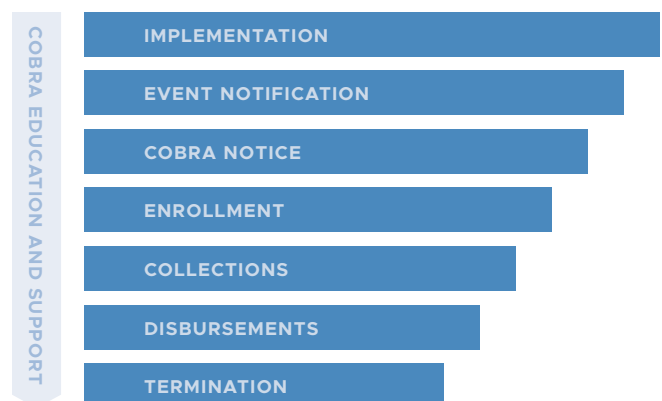 COBRA EDUCATION AND SUPPORT
IMPLEMENTATION
EVENT NOTIFICATION
COBRA NOTICE
ENROLLMENT
COLLECTIONS
DISBURSEMENTS
TERMINATION